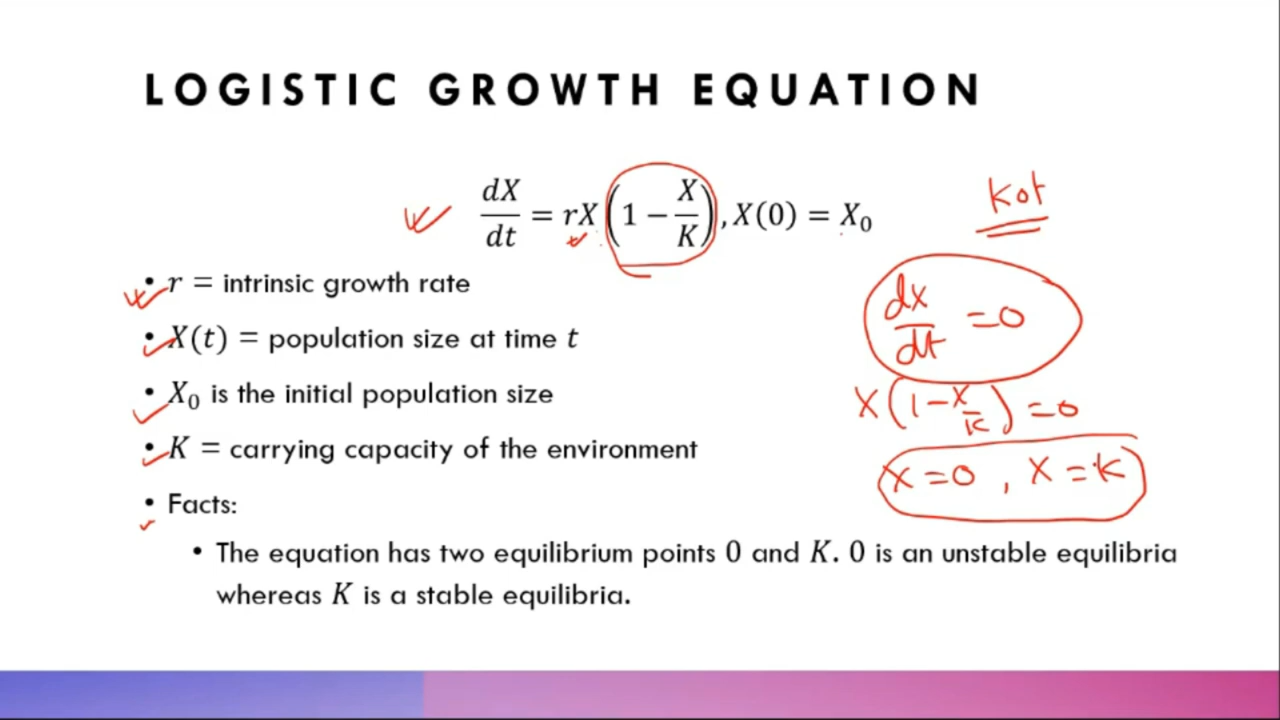 LOGISTIC GROWTH EQUATION
dX/dt = rX(1 − X/K), X(0) = X₀
Kot
• r = intrinsic growth rate
dx/dt = 0
• X(t) = population size at time t
• X₀ is the initial population size
X(1 − X/K) = 0
• K = carrying capacity of the environment
X = 0 , X = K
• Facts:
• The equation has two equilibrium points 0 and K. 0 is an unstable equilibria
whereas K is a stable equilibria.